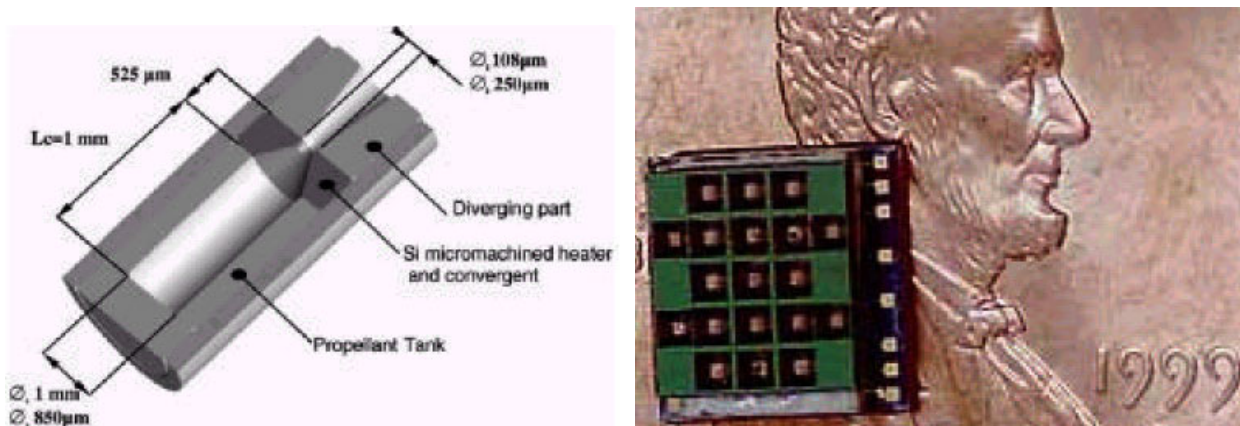 525 µm
Lc=1 mm
∅, 108µm
∅, 250µm
Diverging part
Si micromachined heater
and convergent
Propellant Tank
∅, 1 mm
∅, 850µm
1999